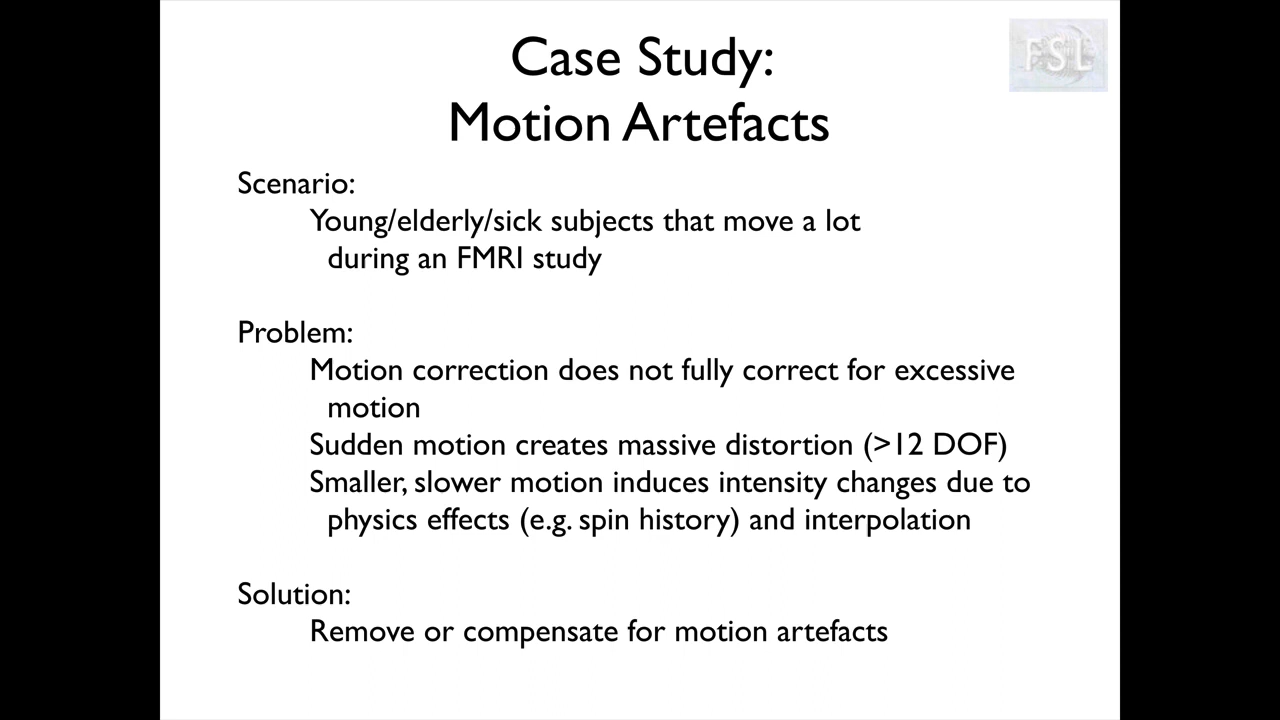 Case Study:
Motion Artefacts
FSL
Scenario:
Young/elderly/sick subjects that move a lot
during an FMRI study
Problem:
Motion correction does not fully correct for excessive
motion
Sudden motion creates massive distortion (>12 DOF)
Smaller, slower motion induces intensity changes due to
physics effects (e.g. spin history) and interpolation
Solution:
Remove or compensate for motion artefacts